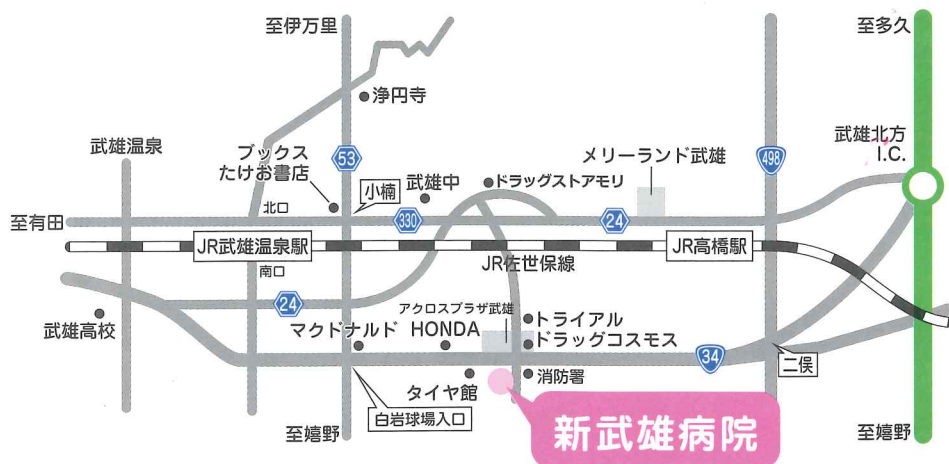 至伊万里
至多久
浄円寺
武雄温泉
ブックス
たけお書店
53
小楠
武雄中
ドラッグストアモリ
メリーランド武雄
498
武雄北方
I.C.
至有田
北口
330
24
JR武雄温泉駅
南口
JR佐世保線
JR高橋駅
24
武雄高校
マクドナルド
HONDA
アクロスプラザ武雄
トライアル
ドラッグコスモス
34
二俣
タイヤ館
消防署
白岩球場入口
新武雄病院
至嬉野
至嬉野